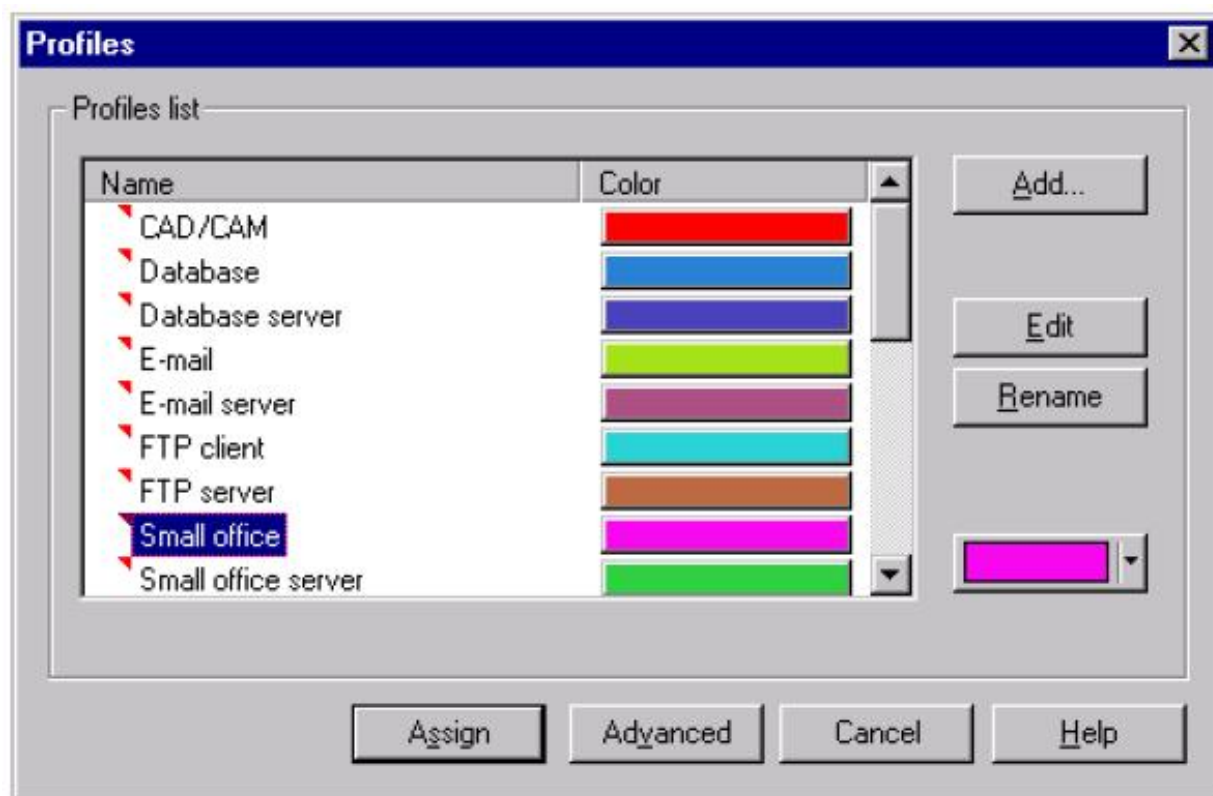 Profiles
Profiles list
Name Color
CAD/CAM
Database
Database server
E-mail
E-mail server
FTP client
FTP server
Small office
Small office server
Add...
Edit
Rename
Assign Advanced Cancel Help